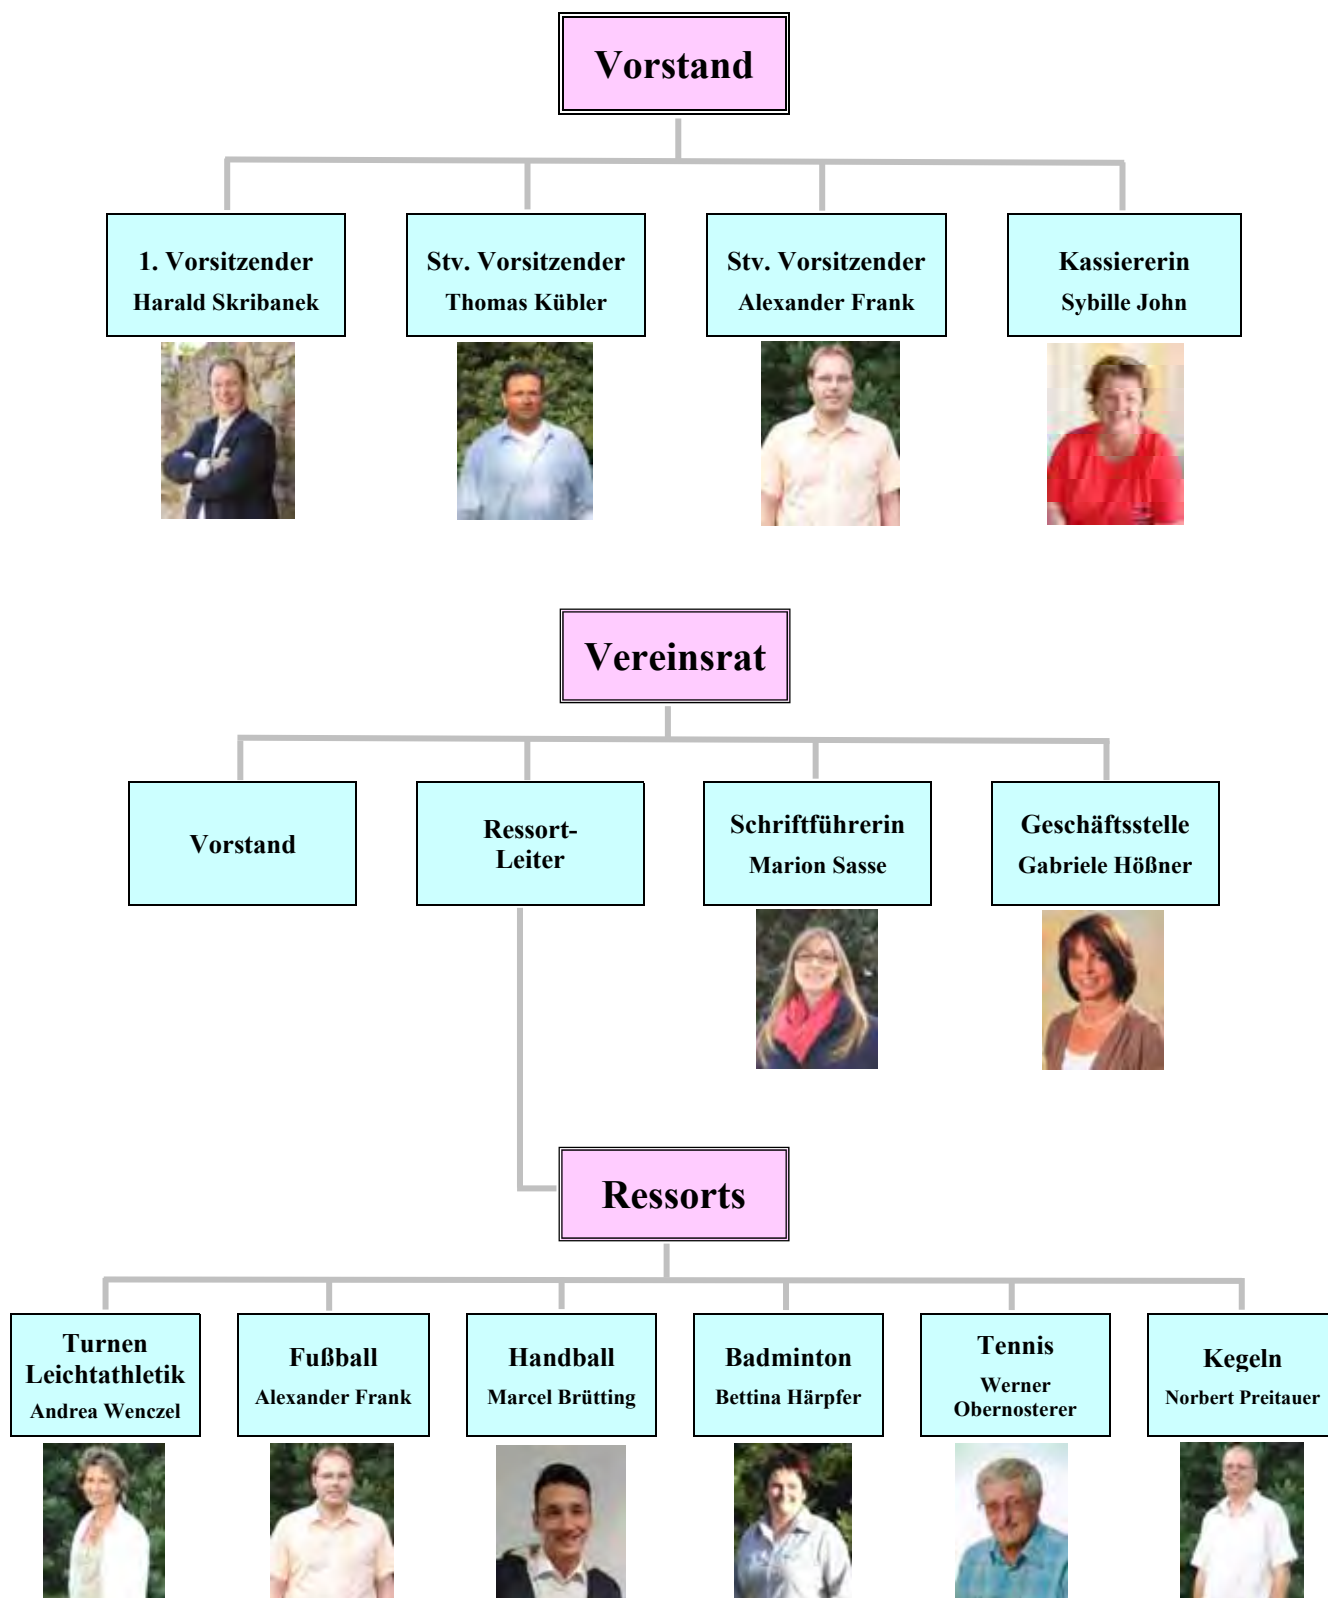 Vorstand
1. Vorsitzender
Harald Skribanek
Stv. Vorsitzender
Thomas Kübler
Stv. Vorsitzender
Alexander Frank
Kassiererin
Sybille John
Vereinsrat
Vorstand
Ressort-
Leiter
Schriftführerin
Marion Sasse
Geschäftsstelle
Gabriele Hößner
Ressorts
Turnen
Leichtathletik
Andrea Wenczel
Fußball
Alexander Frank
Handball
Marcel Brütting
Badminton
Bettina Härpfer
Tennis
Werner
Obernosterer
Kegeln
Norbert Preitauer